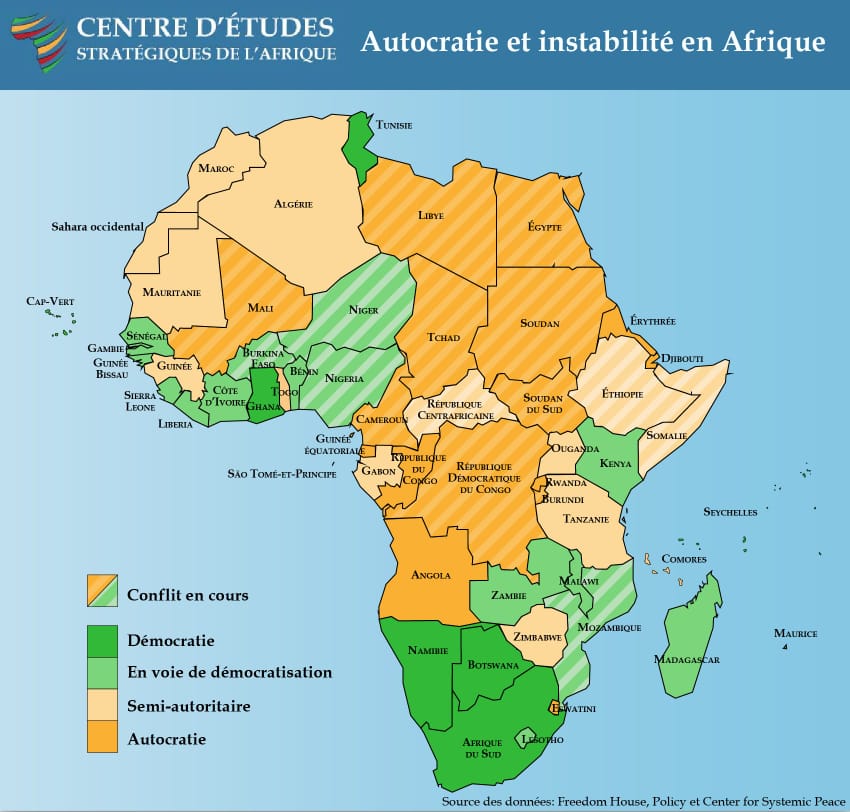 CENTRE D'ÉTUDES
STRATÉGIQUES DE L'AFRIQUE
Autocratie et instabilité en Afrique
Tunisie
Maroc
Algérie
Libye
Égypte
Sahara occidental
Mauritanie
Mali
Niger
Cap-Vert
Tchad
Soudan
Érythrée
Sénégal
Gambie
Guinée
Bissau
Guinée
Burkina
Faso
Bénin
Nigeria
Djibouti
Sierra
Leone
Côte
d'Ivoire
Ghana
Togo
Liberia
Cameroun
République
Centrafricaine
Soudan
du Sud
Éthiopie
Somalie
Guinée
équatoriale
São Tomé-et-Principe
Gabon
République
du
Congo
République
Démocratique
du Congo
Ouganda
Kenya
Rwanda
Burundi
Tanzanie
Seychelles
Comores
Angola
Zambie
Malawi
Mozambique
Zimbabwe
Madagascar
Maurice
Namibie
Botswana
Eswatini
Afrique
du Sud
Lesotho
Conflit en cours
Démocratie
En voie de démocratisation
Semi-autoritaire
Autocratie
Source des données: Freedom House, Policy et Center for Systemic Peace